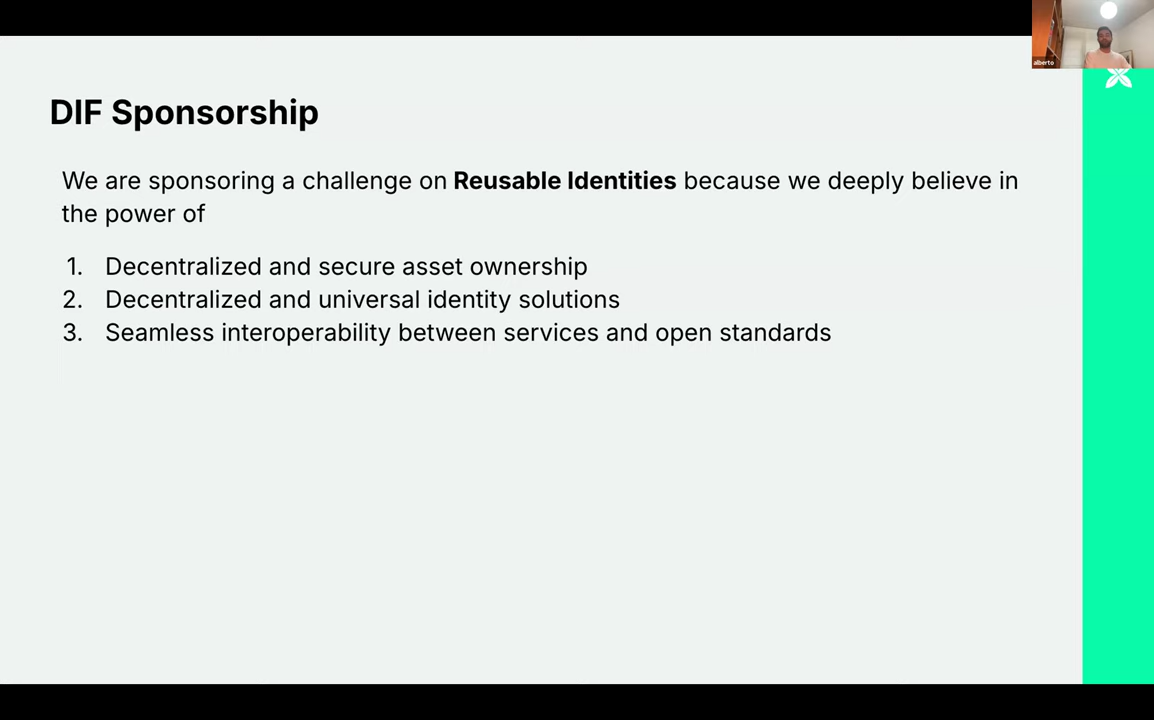 alberto
DIF Sponsorship
We are sponsoring a challenge on Reusable Identities because we deeply believe in
the power of
1. Decentralized and secure asset ownership
2. Decentralized and universal identity solutions
3. Seamless interoperability between services and open standards